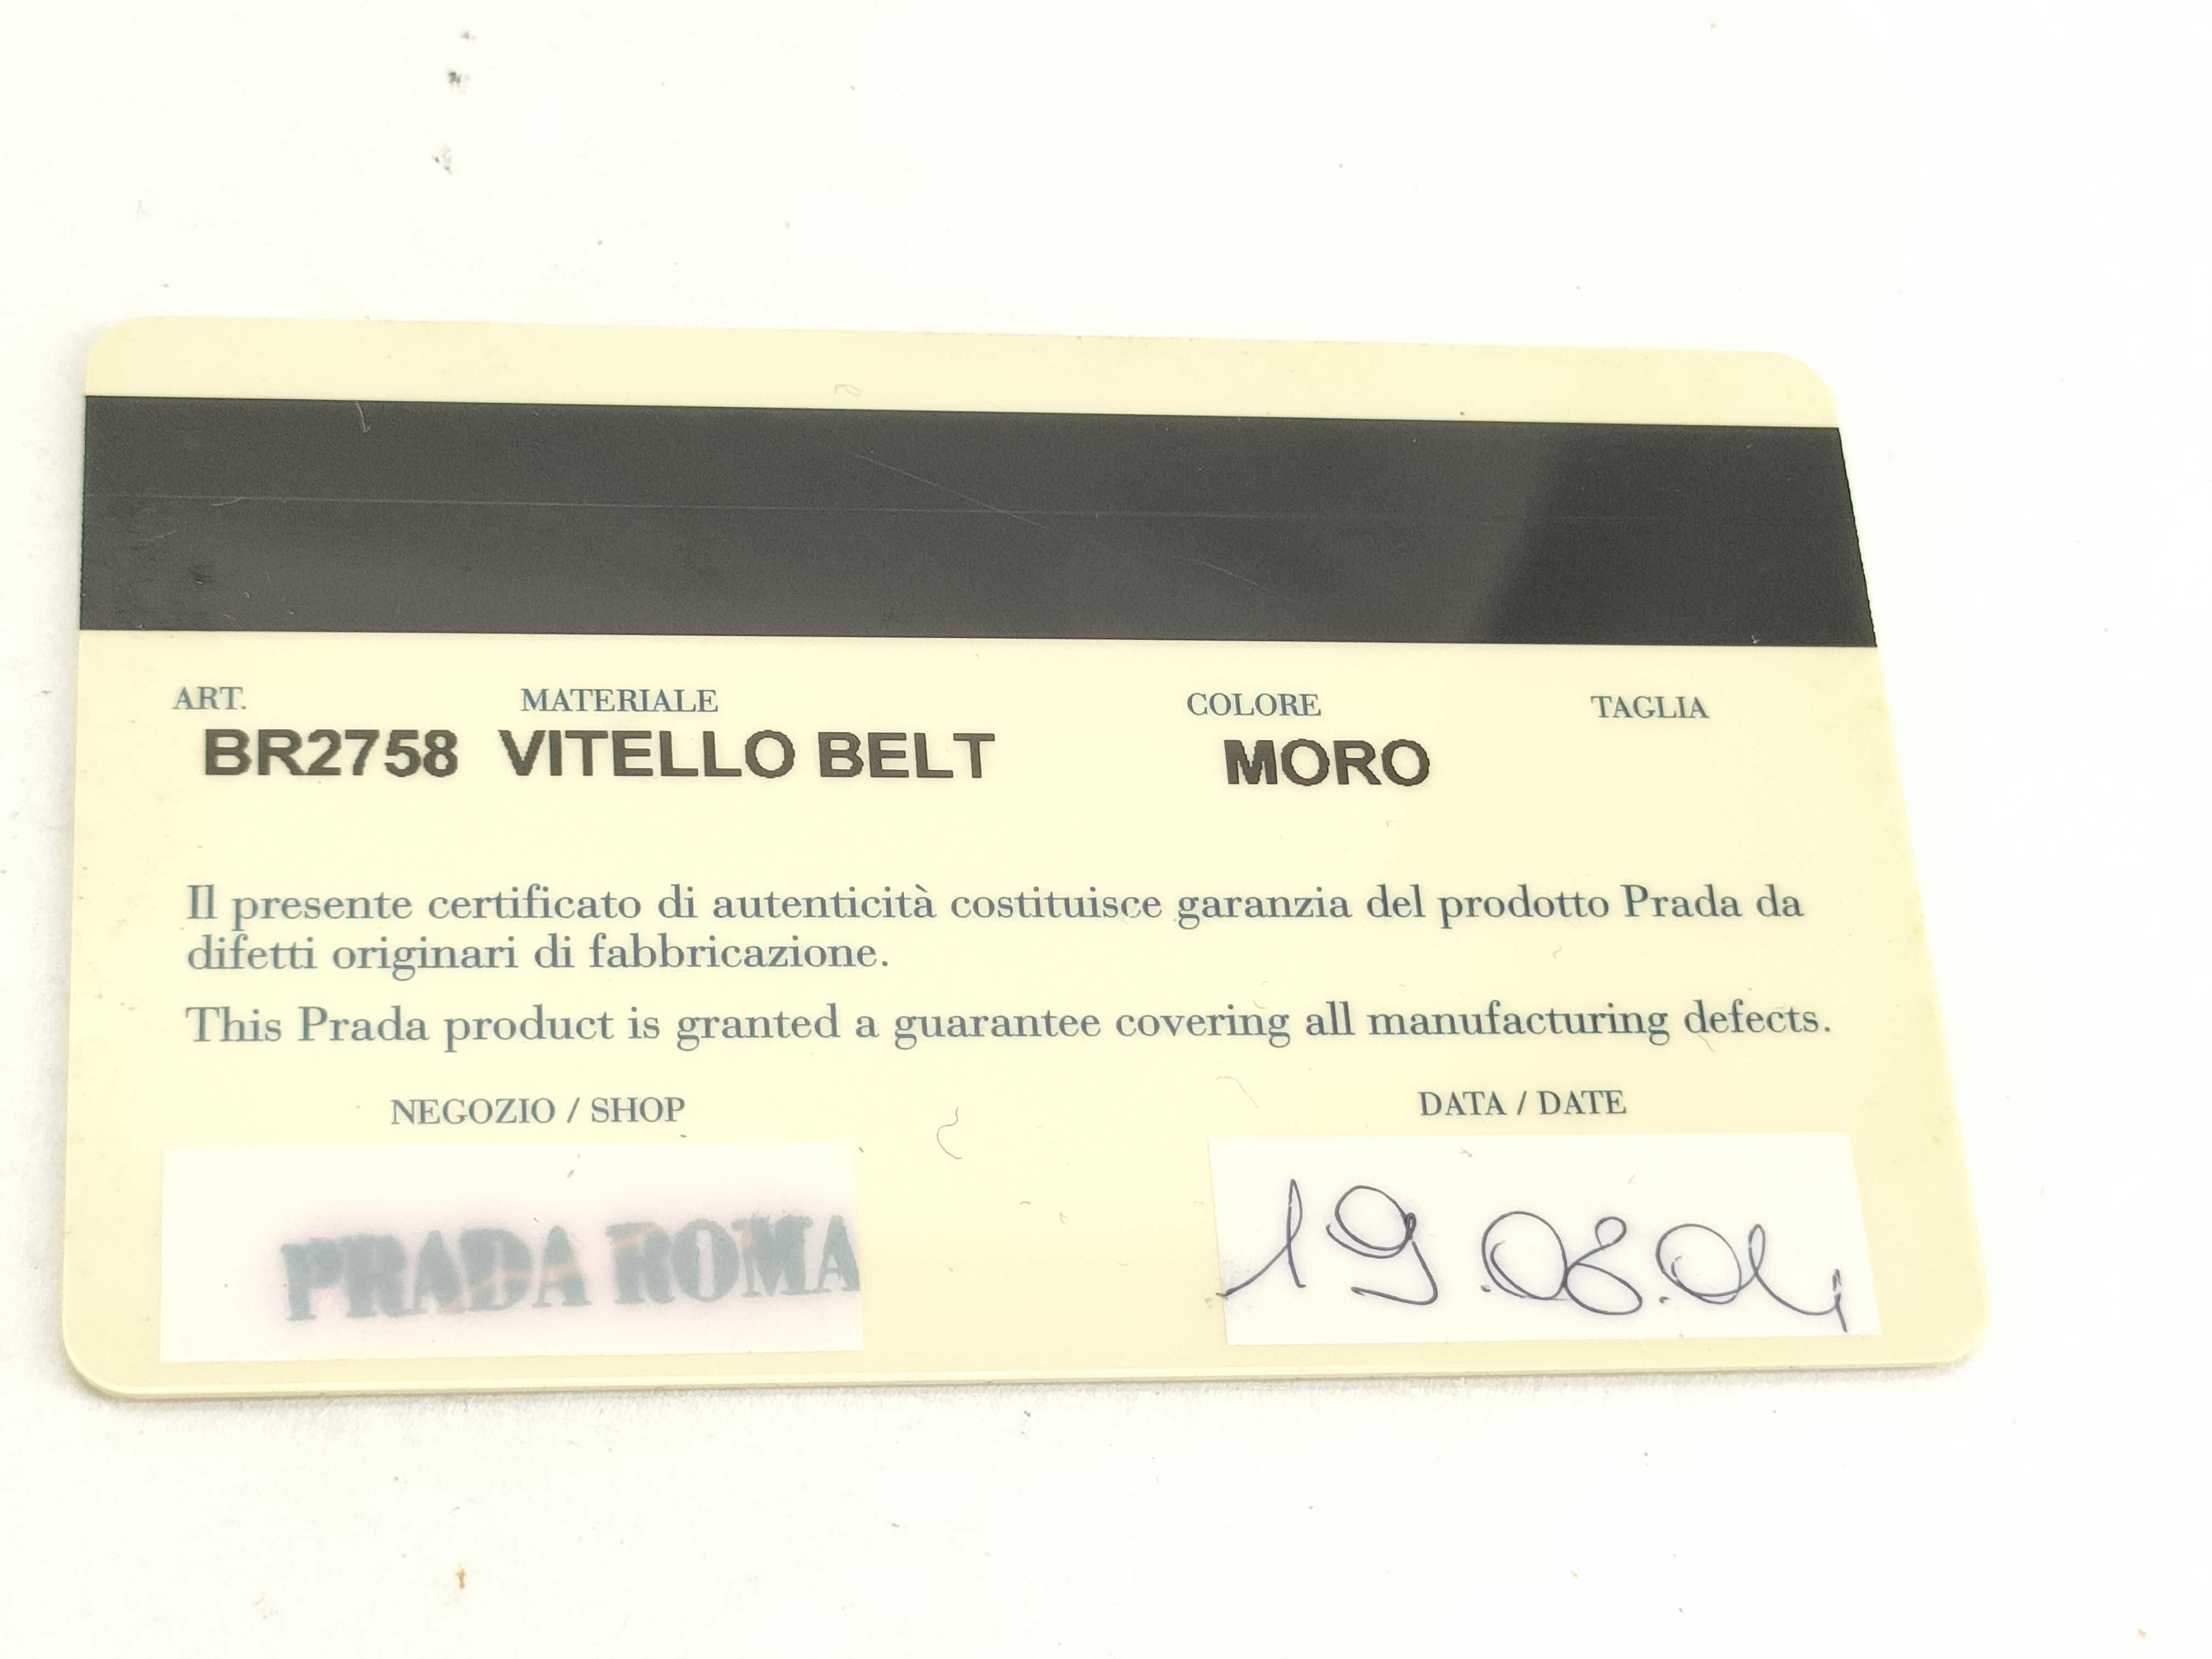 ART. MATERIALE COLORE TAGLIA
BR2758 VITELLO BELT MORO
Il presente certificato di autenticità costituisce garanzia del prodotto Prada da
difetti originari di fabbricazione.
This Prada product is granted a guarantee covering all manufacturing defects.
NEGOZIO / SHOP DATA / DATE
PRADA ROMA 19.08.04